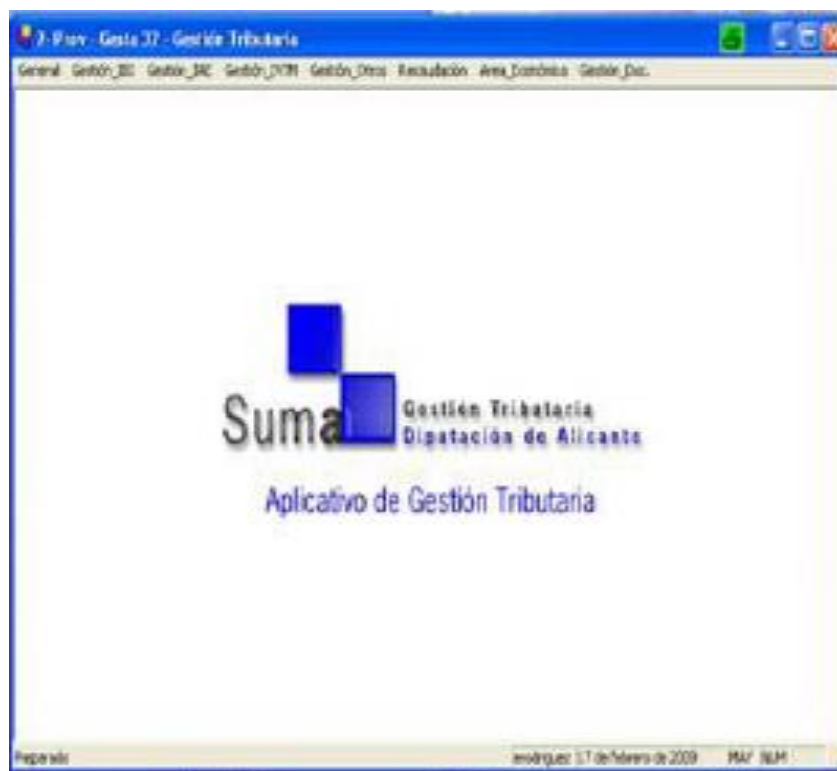 Gesta 32 - Gestión Tributaria
General Gestión_IBI Gestión_IAE Gestión_IVTM Gestión_Otros Recaudación Area_Económica Gestión_Doc.
Suma Gestión Tributaria
Diputación de Alicante
Aplicativo de Gestión Tributaria
Preparado 17 de febrero de 2009 MAY NUM